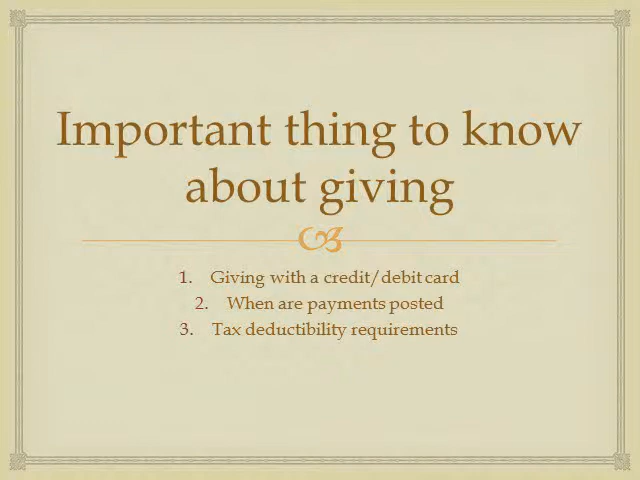 Important thing to know
about giving
1. Giving with a credit/debit card
2. When are payments posted
3. Tax deductibility requirements